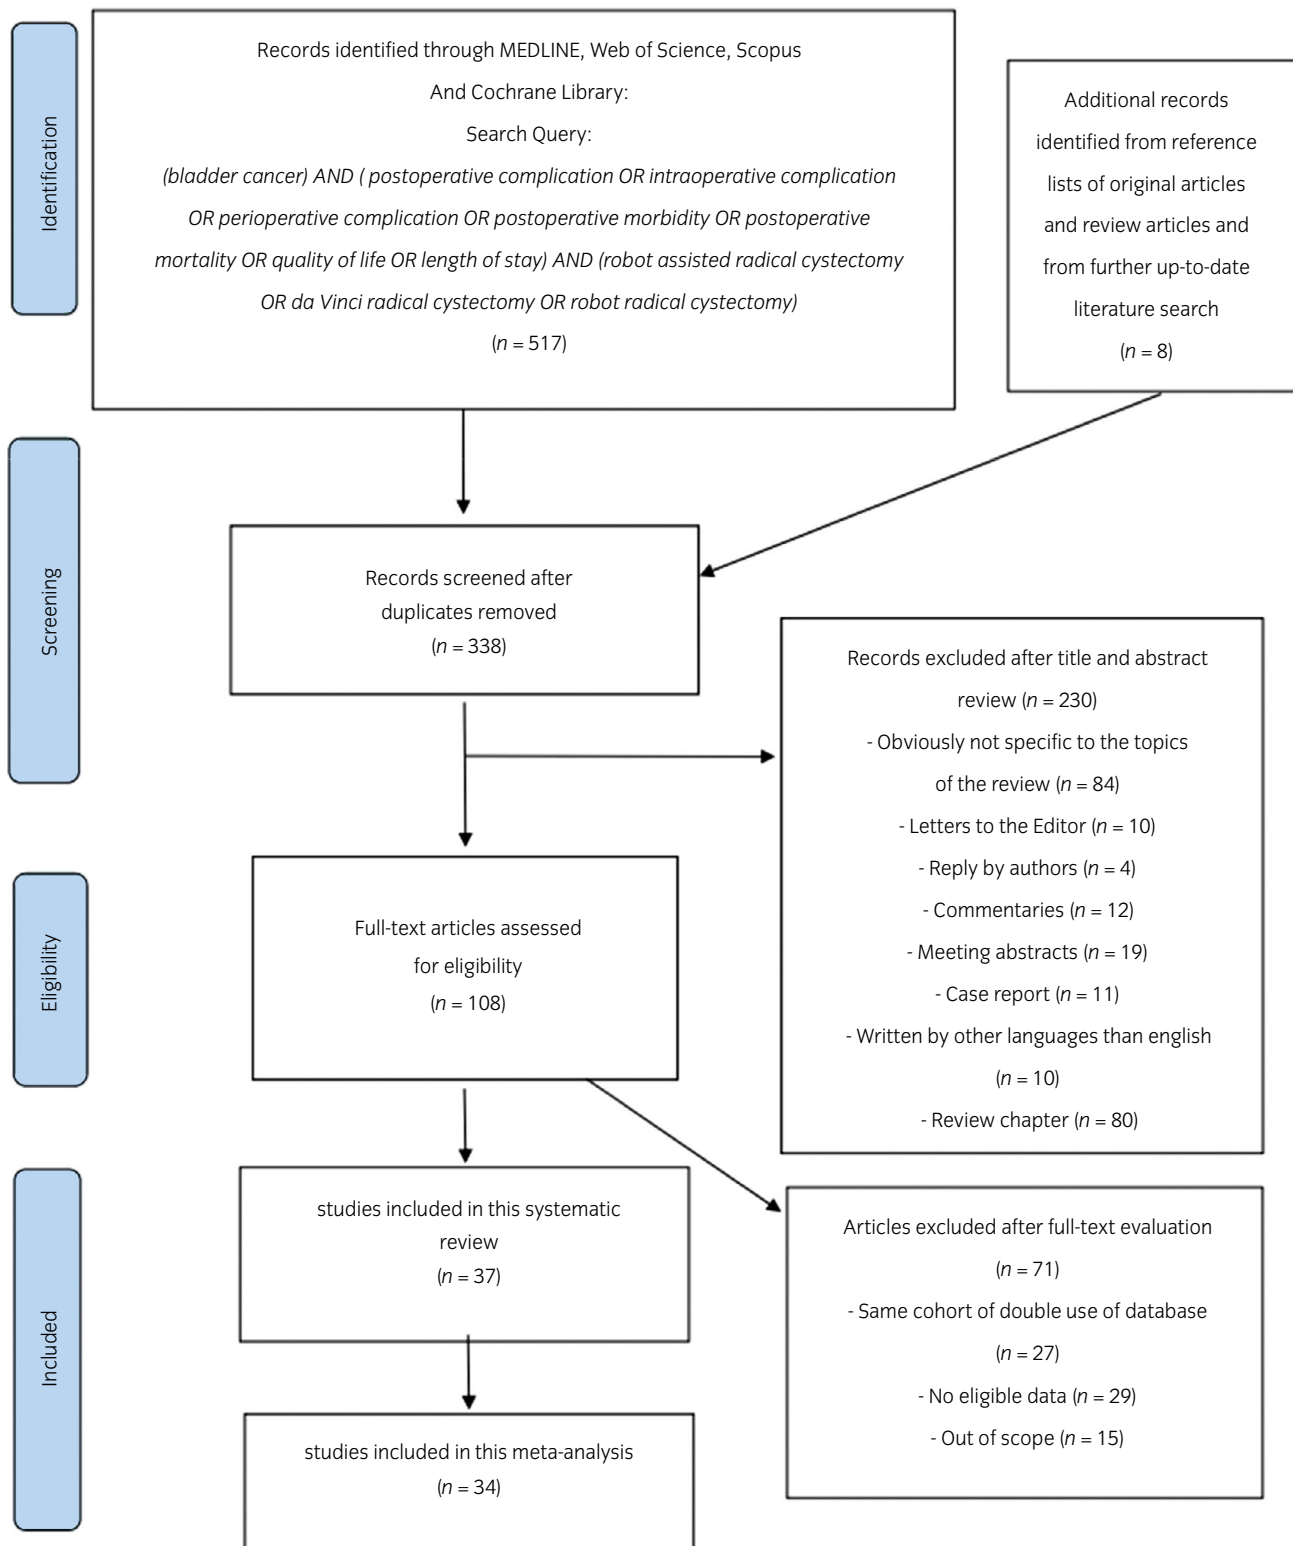 Identification
Records identified through MEDLINE, Web of Science, Scopus
And Cochrane Library:
Search Query:
(bladder cancer) AND ( postoperative complication OR intraoperative complication
OR perioperative complication OR postoperative morbidity OR postoperative
mortality OR quality of life OR length of stay) AND (robot assisted radical cystectomy
OR da Vinci radical cystectomy OR robot radical cystectomy)
(n = 517)
Additional records
identified from reference
lists of original articles
and review articles and
from further up-to-date
literature search
(n = 8)
Screening
Records screened after
duplicates removed
(n = 338)
Records excluded after title and abstract
review (n = 230)
- Obviously not specific to the topics
of the review (n = 84)
- Letters to the Editor (n = 10)
- Reply by authors (n = 4)
- Commentaries (n = 12)
- Meeting abstracts (n = 19)
- Case report (n = 11)
- Written by other languages than english
(n = 10)
- Review chapter (n = 80)
Eligibility
Full-text articles assessed
for eligibility
(n = 108)
Articles excluded after full-text evaluation
(n = 71)
- Same cohort of double use of database
(n = 27)
- No eligible data (n = 29)
- Out of scope (n = 15)
Included
studies included in this systematic
review
(n = 37)
studies included in this meta-analysis
(n = 34)